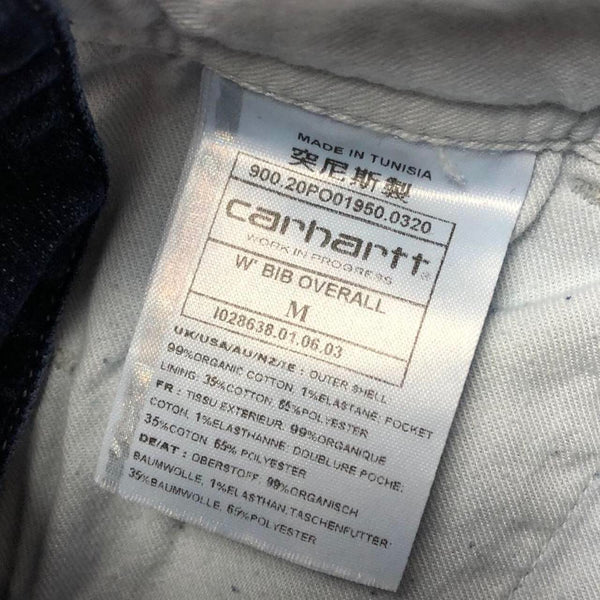 MADE IN TUNISIA
突尼斯製
900.20PO01950.0320
carhartt®
WORK IN PROGRESS
W' BIB OVERALL
M
I028638.01.06.03
UK/USA/AU/NZ/IE : OUTER SHELL
99%ORGANIC COTTON, 1%ELASTANE, POCKET
LINING: 35%COTTON, 65%POLYESTER
FR : TISSU EXTÉRIEUR: 99%ORGANIQUE
COTON, 1%ELASTHANNE; DOUBLURE POCHE:
35%COTON, 65% POLYESTER
DE/AT : OBERSTOFF: 99%ORGANISCH
BAUMWOLLE, 1%ELASTHAN,TASCHENFUTTER-
35%BAUMWOLLE, 65%POLYESTER